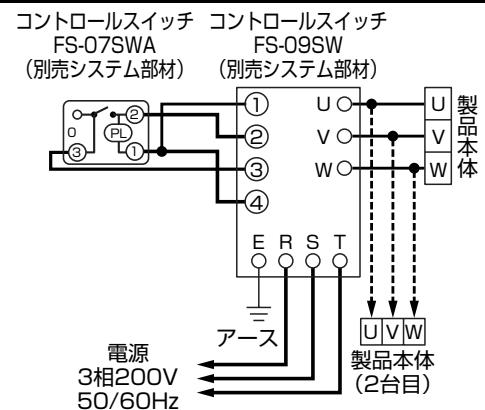 コントロールスイッチ
FS-07SWA
(別売システム部材)
コントロールスイッチ
FS-09SW
(別売システム部材)
0
PL
②
③
①
①
②
③
④
U
V
W
E R S T
U
V
W
製品本体
アース
電源
3相200V
50/60Hz
U V W
製品本体
(2台目)